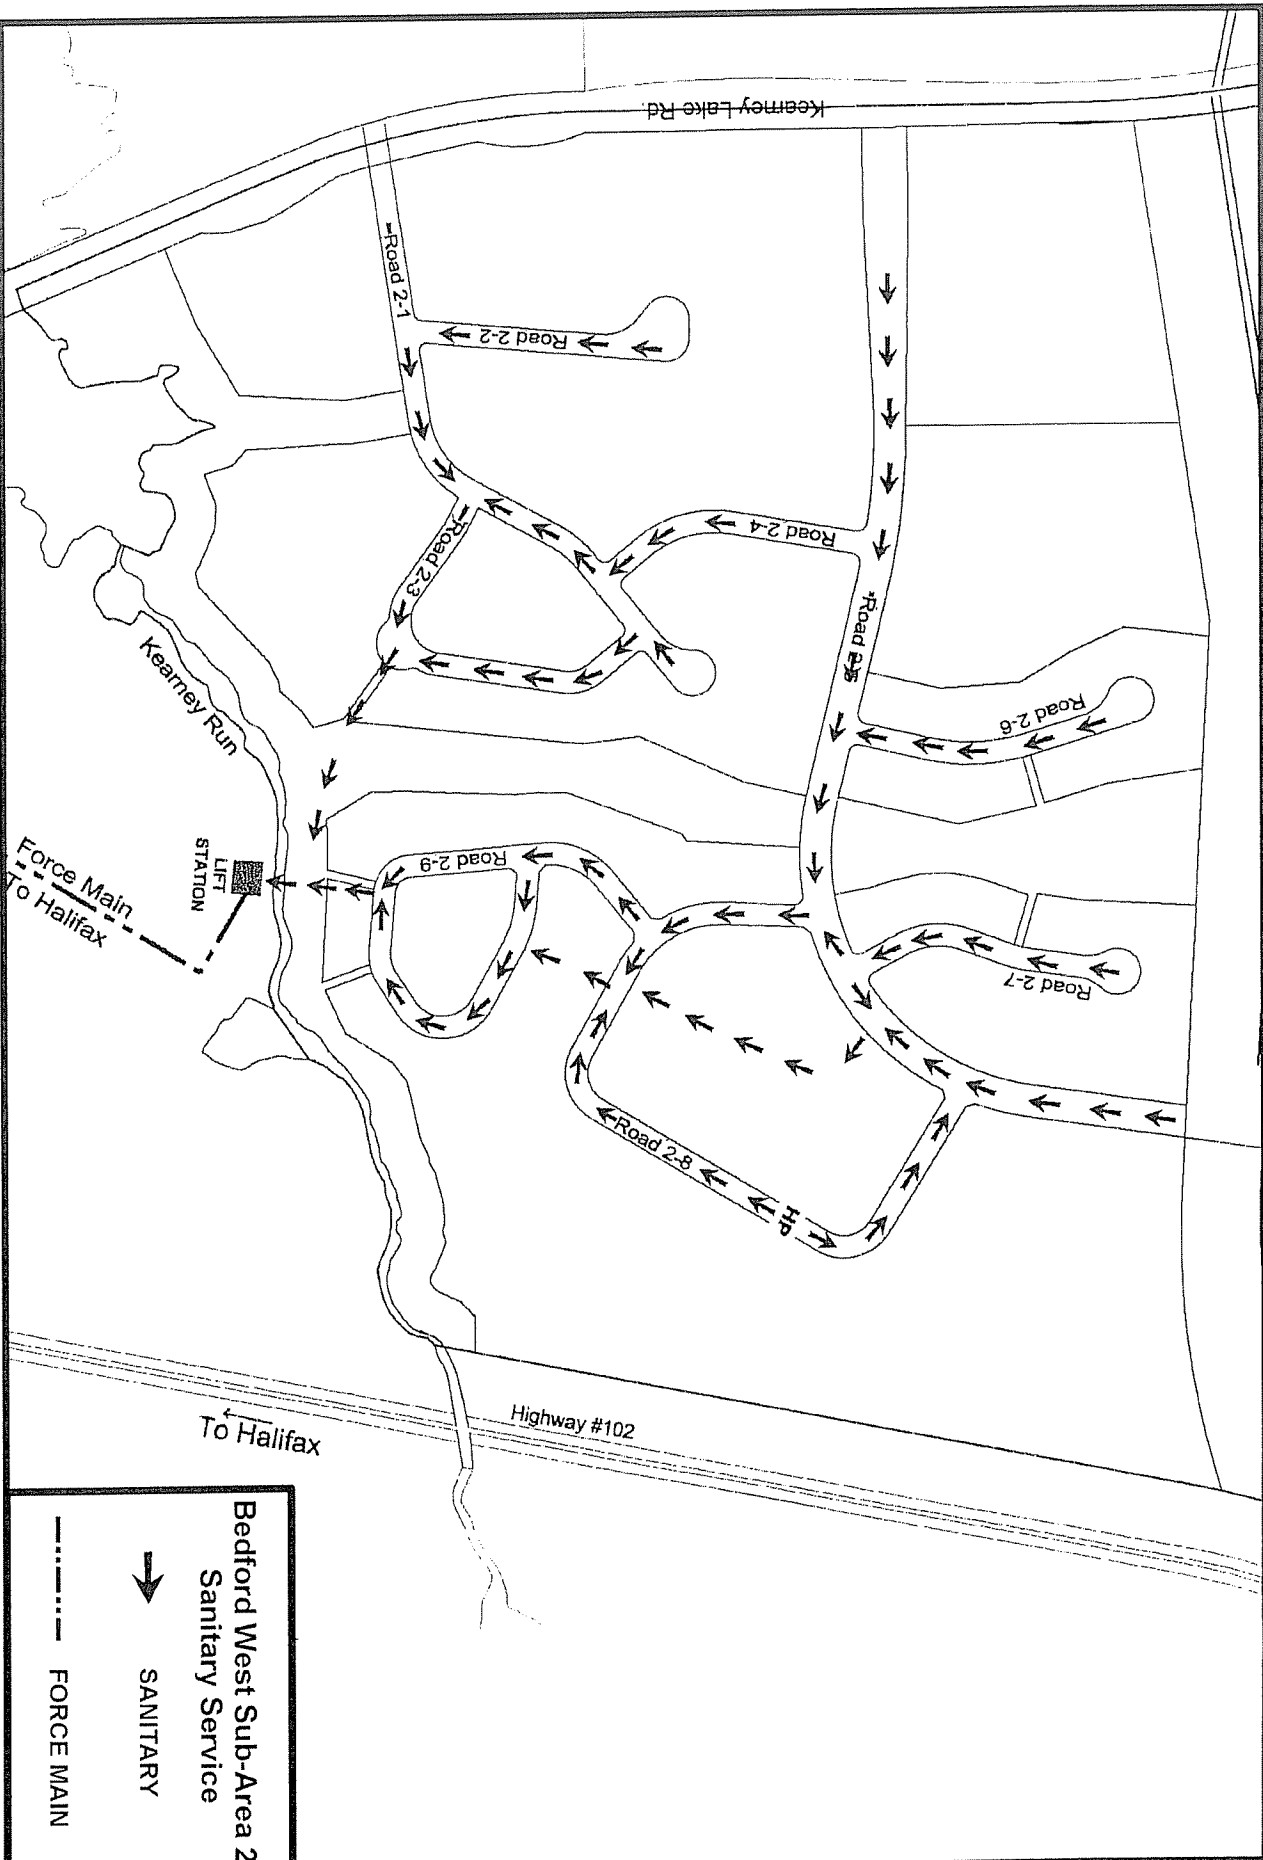 Kearney Lake Rd.
Road 2-1
Road 2-2
Road 2-4
Road 2-3
Road 2-6
Road 2-7
Road 2-9
Road 2-8
HP
Kearney Run
LIFT
STATION
Force Main
To Halifax
Highway #102
To Halifax
Bedford West Sub-Area 2
Sanitary Service
SANITARY
FORCE MAIN